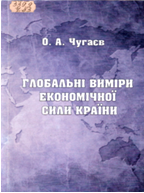 О. А. Чугаєв
ГЛОБАЛЬНІ ВИМІРИ
ЕКОНОМІЧНОЇ
СИЛИ КРАЇНИ